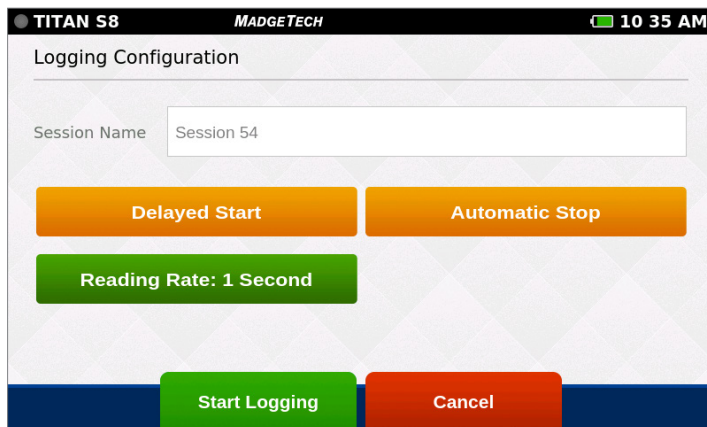 TITAN S8 MADGETECH 10 35 AM
Logging Configuration
Session Name Session 54
Delayed Start Automatic Stop
Reading Rate: 1 Second
Start Logging Cancel